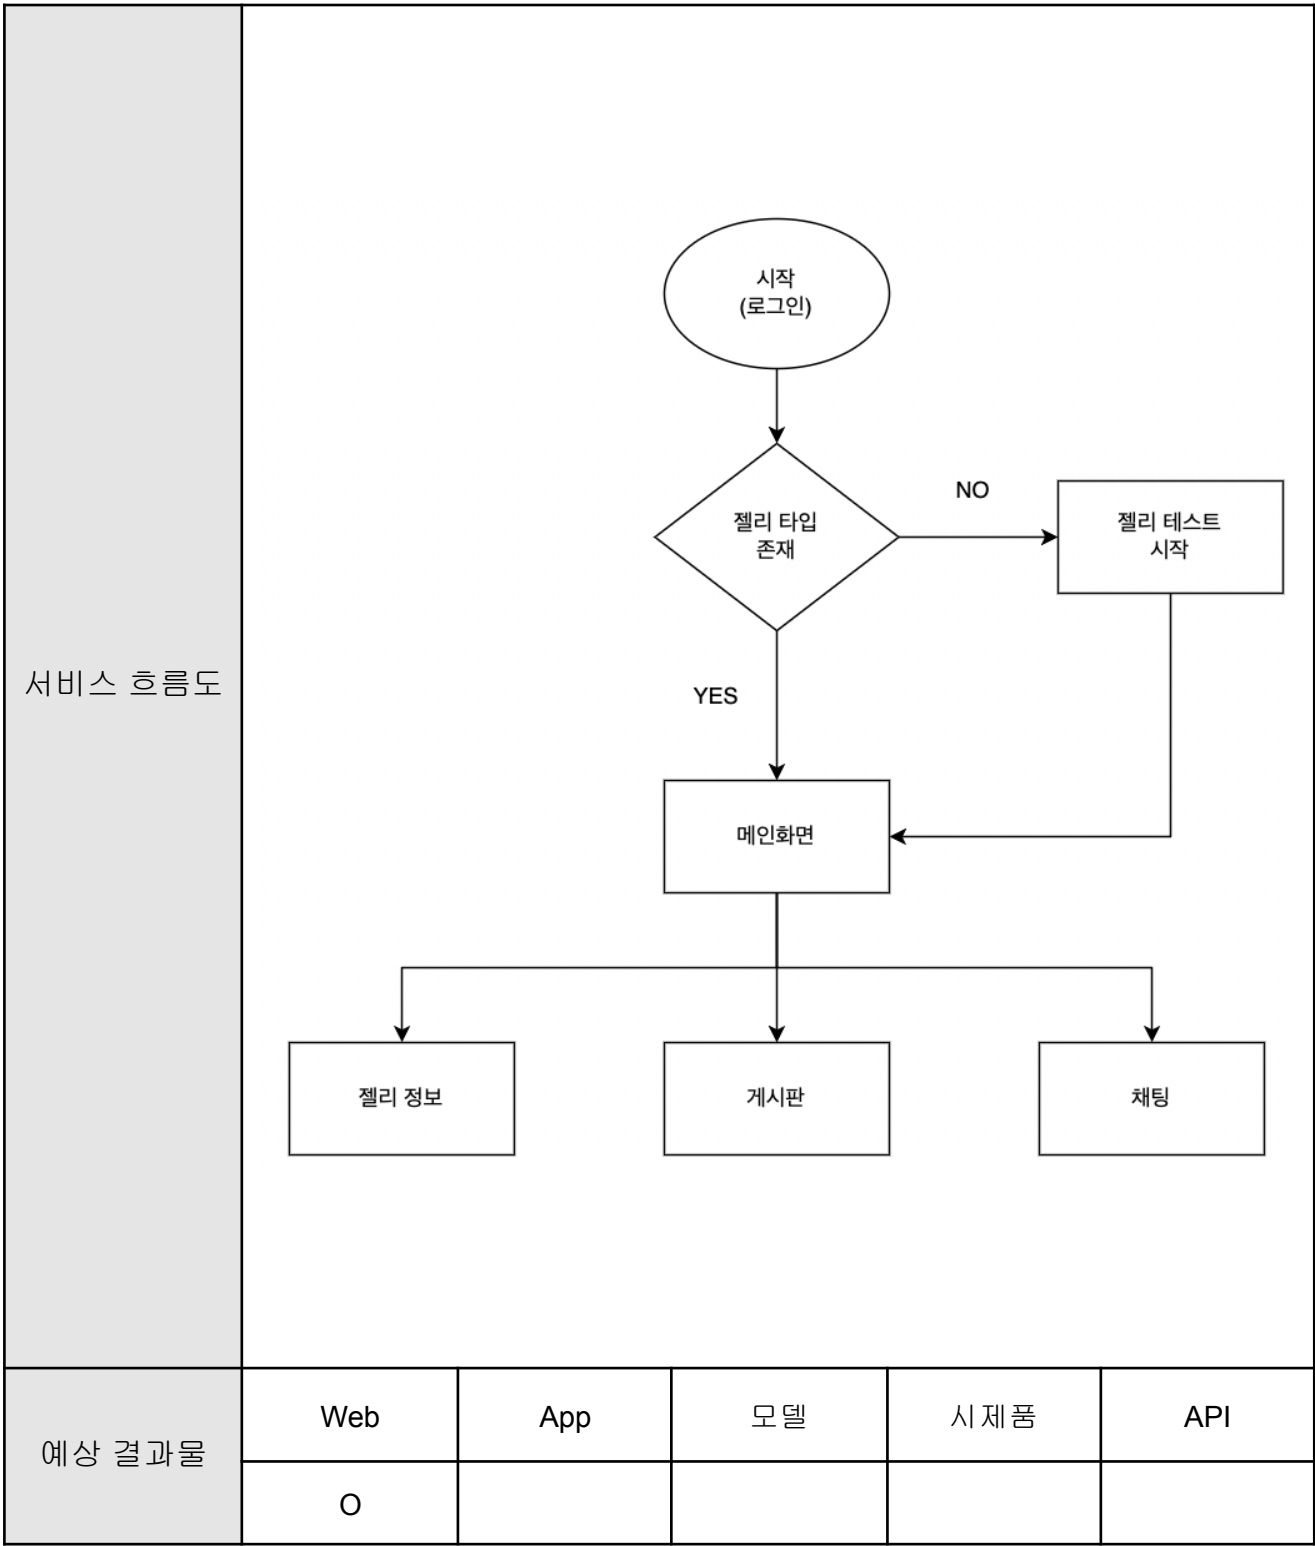 서비스 흐름도
시작
(로그인)
젤리 타입
존재
NO
젤리 테스트
시작
YES
메인화면
젤리 정보
게시판
채팅
예상 결과물
Web
App
모델
시제품
API
O